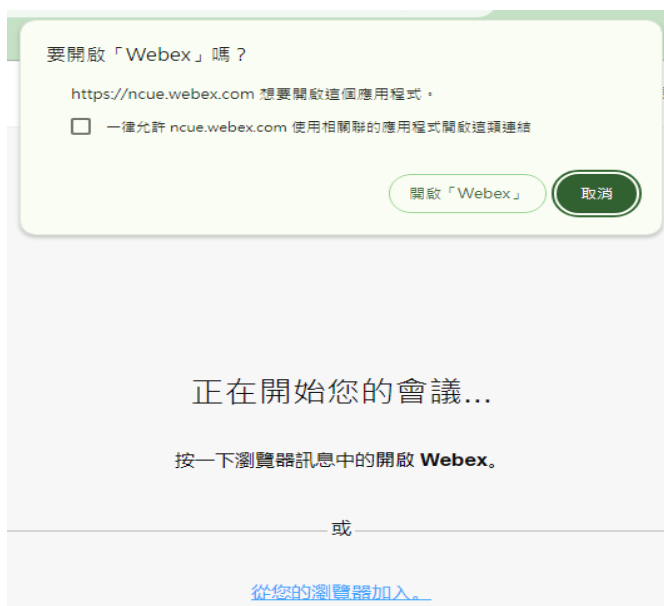 要開啟「Webex」嗎？
https://ncue.webex.com 想要開啟這個應用程式。
一律允許 ncue.webex.com 使用相關聯的應用程式開啟這類連結
開啟「Webex」
取消
正在開始您的會議...
按一下瀏覽器訊息中的開啟 Webex。
或
從您的瀏覽器加入。